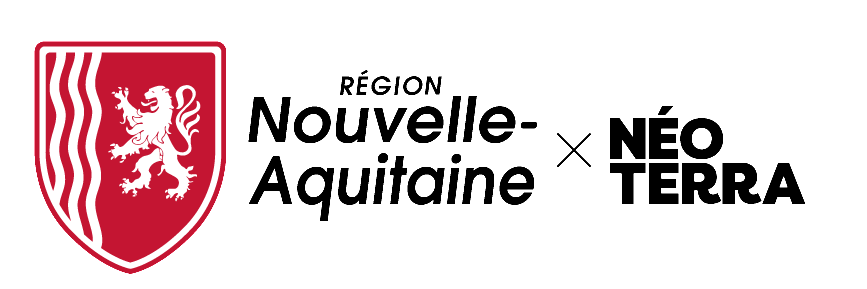 RÉGION
Nouvelle-
Aquitaine
×
NÉO
TERRA